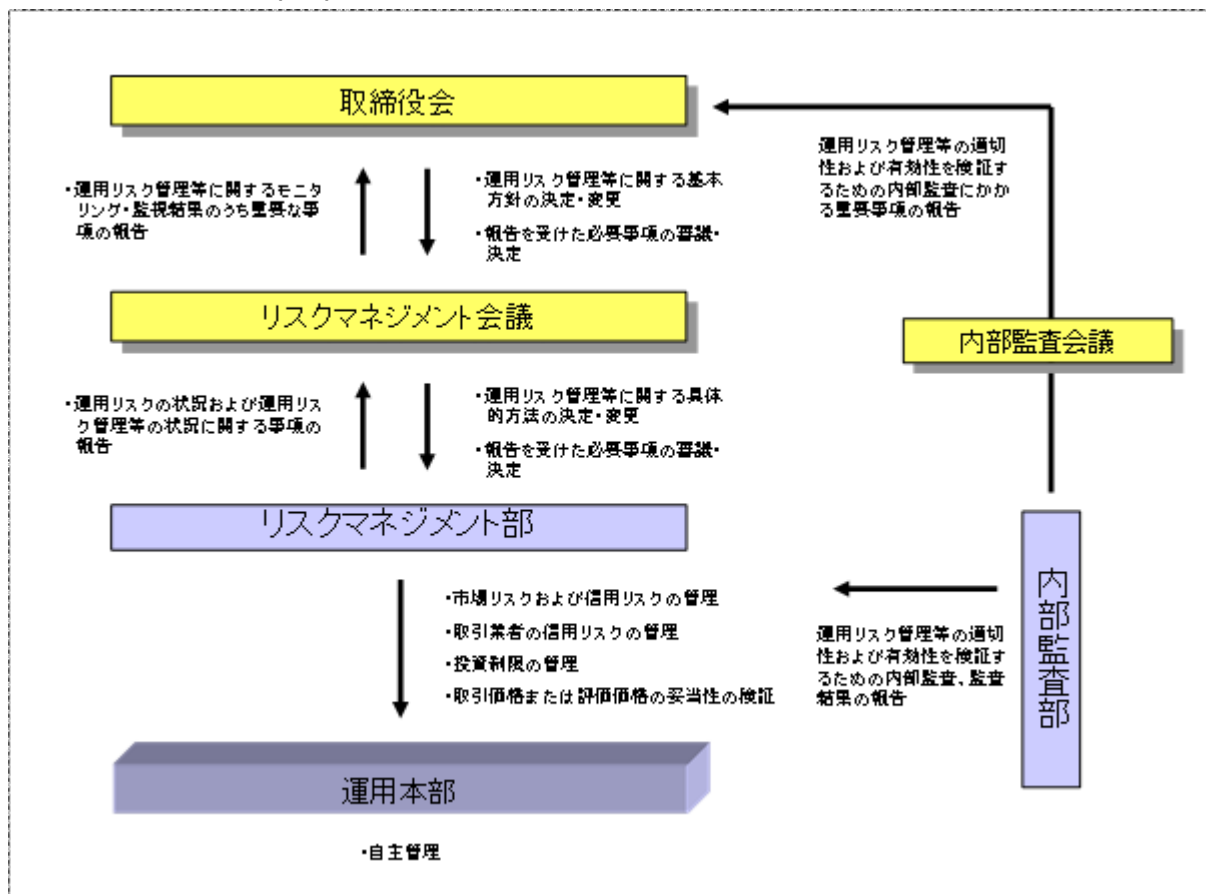 取締役会
・運用リスク管理等に関するモニタ
リング・監視結果のうち重要な事
項の報告
・運用リスク管理等に関する基本
方針の決定・変更
・報告を受けた必要事項の審議・
決定
運用リスク管理等の適切
性および有効性を検証す
るための内部監査にかか
る重要事項の報告
リスクマネジメント会議
内部監査会議
・運用リスクの状況および運用リス
ク管理等の状況に関する事項の
報告
・運用リスク管理等に関する具体
的方法の決定・変更
・報告を受けた必要事項の審議・
決定
リスクマネジメント部
・市場リスクおよび信用リスクの管理
・取引業者の信用リスクの管理
・投資制限の管理
・取引価格または評価価格の妥当性の検証
運用リスク管理等の適切
性および有効性を検証す
るための内部監査、監査
結果の報告
内部監査部
運用本部
・自主管理